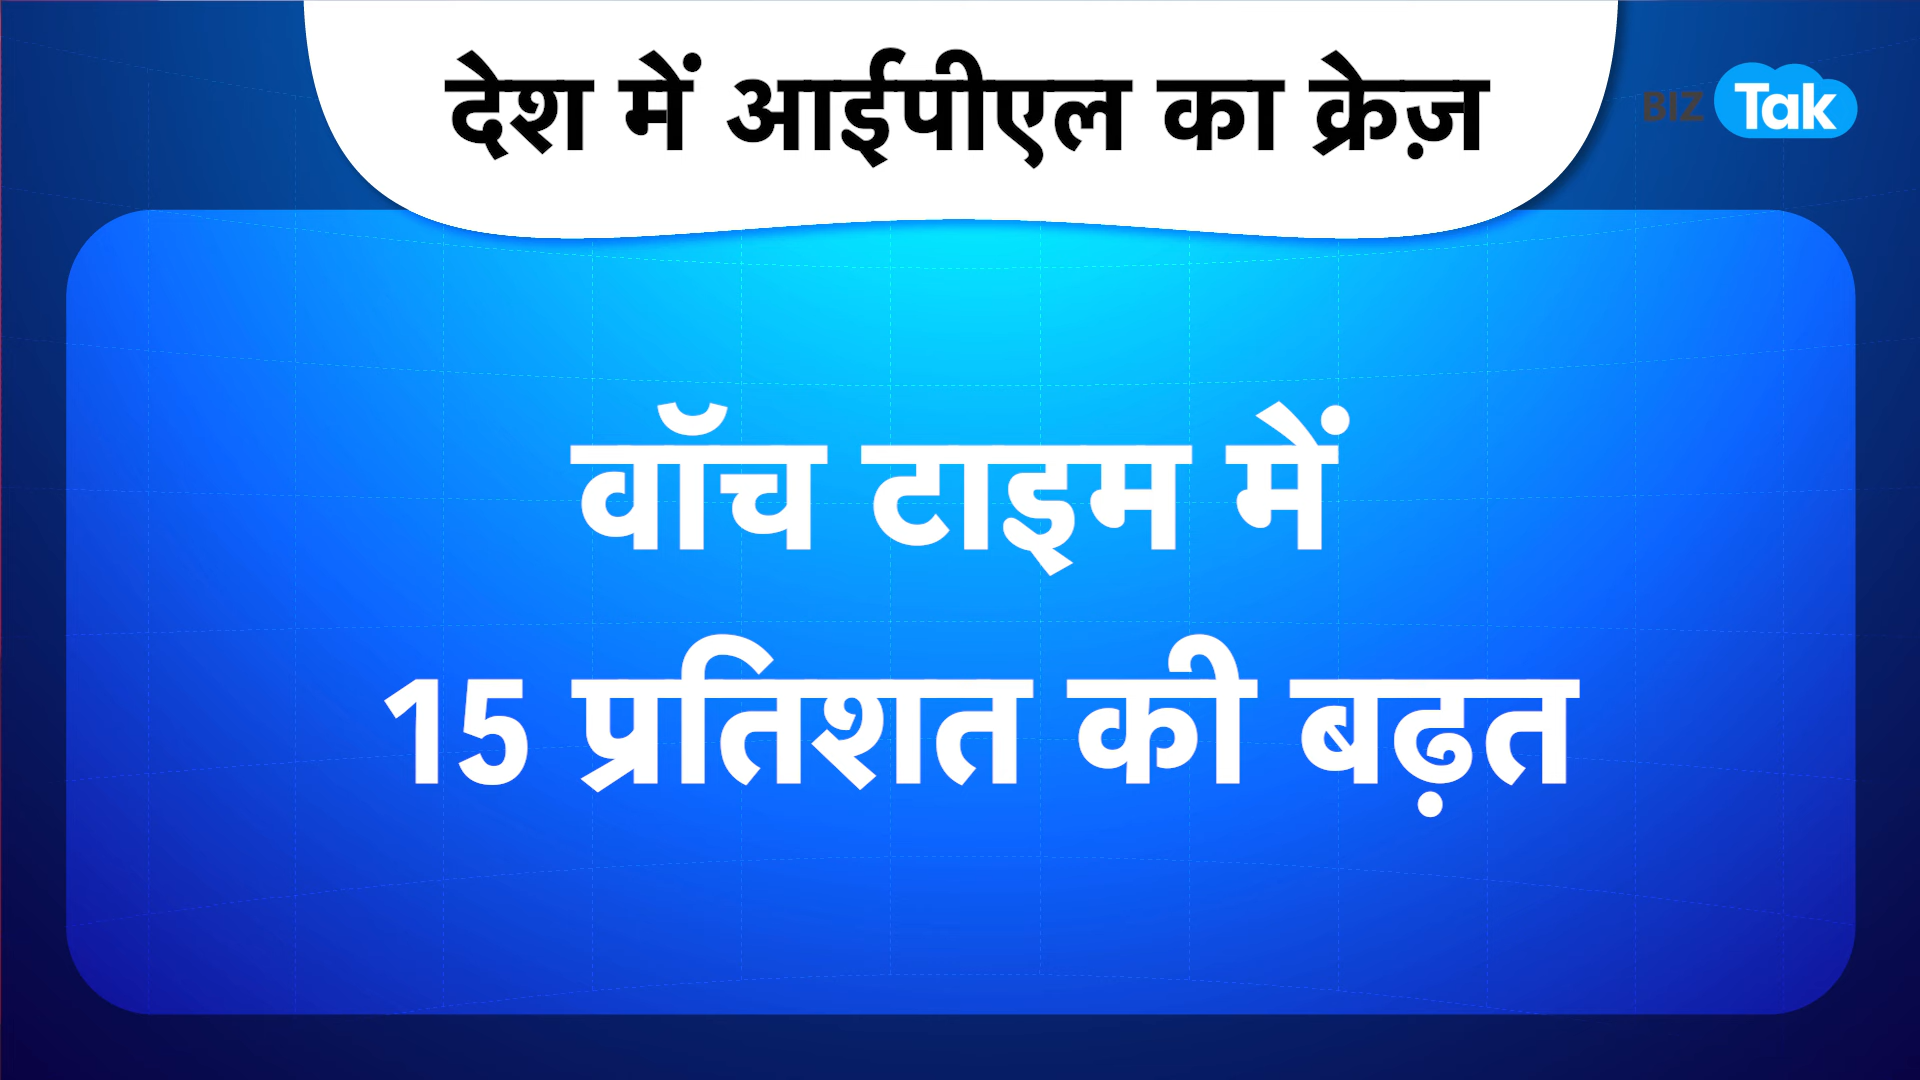 देश में आईपीएल का क्रेज़
BIZ Tak
वॉच टाइम में
15 प्रतिशत की बढ़त